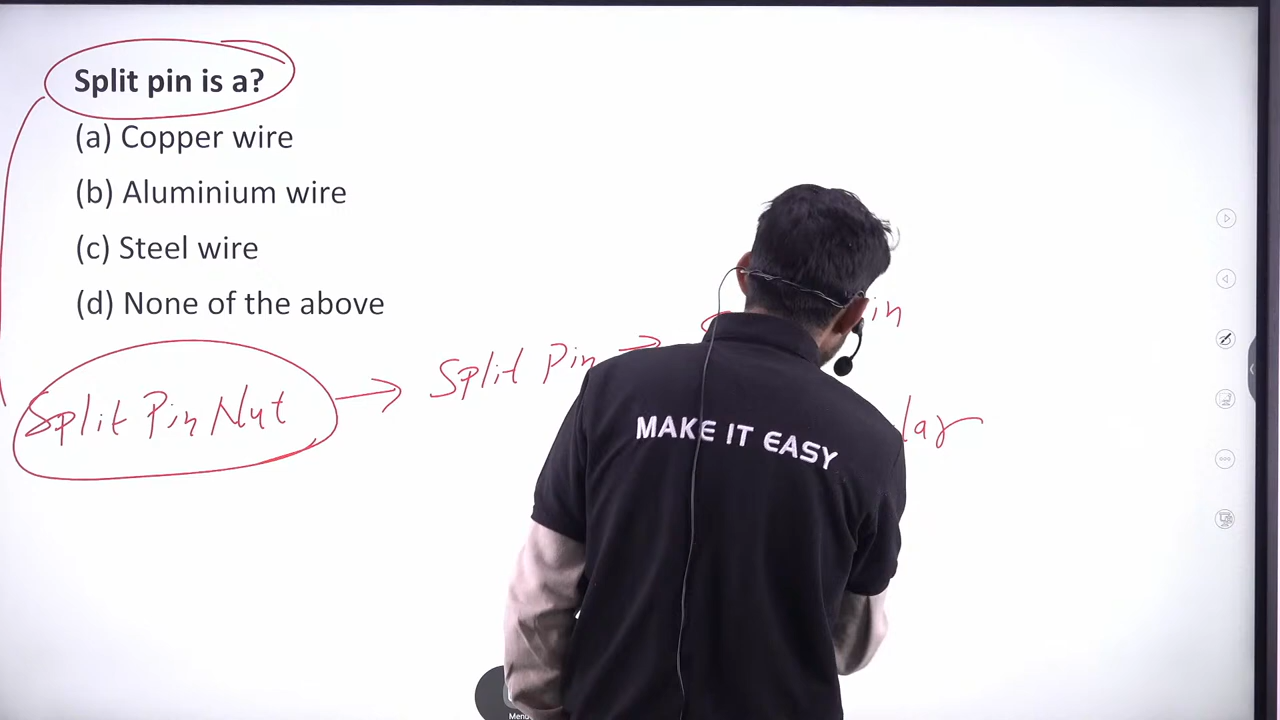 Split pin is a?
(a) Copper wire
(b) Aluminium wire
(c) Steel wire
(d) None of the above
Split Pin Nut → Split Pin →
MAKE IT EASY
Menu